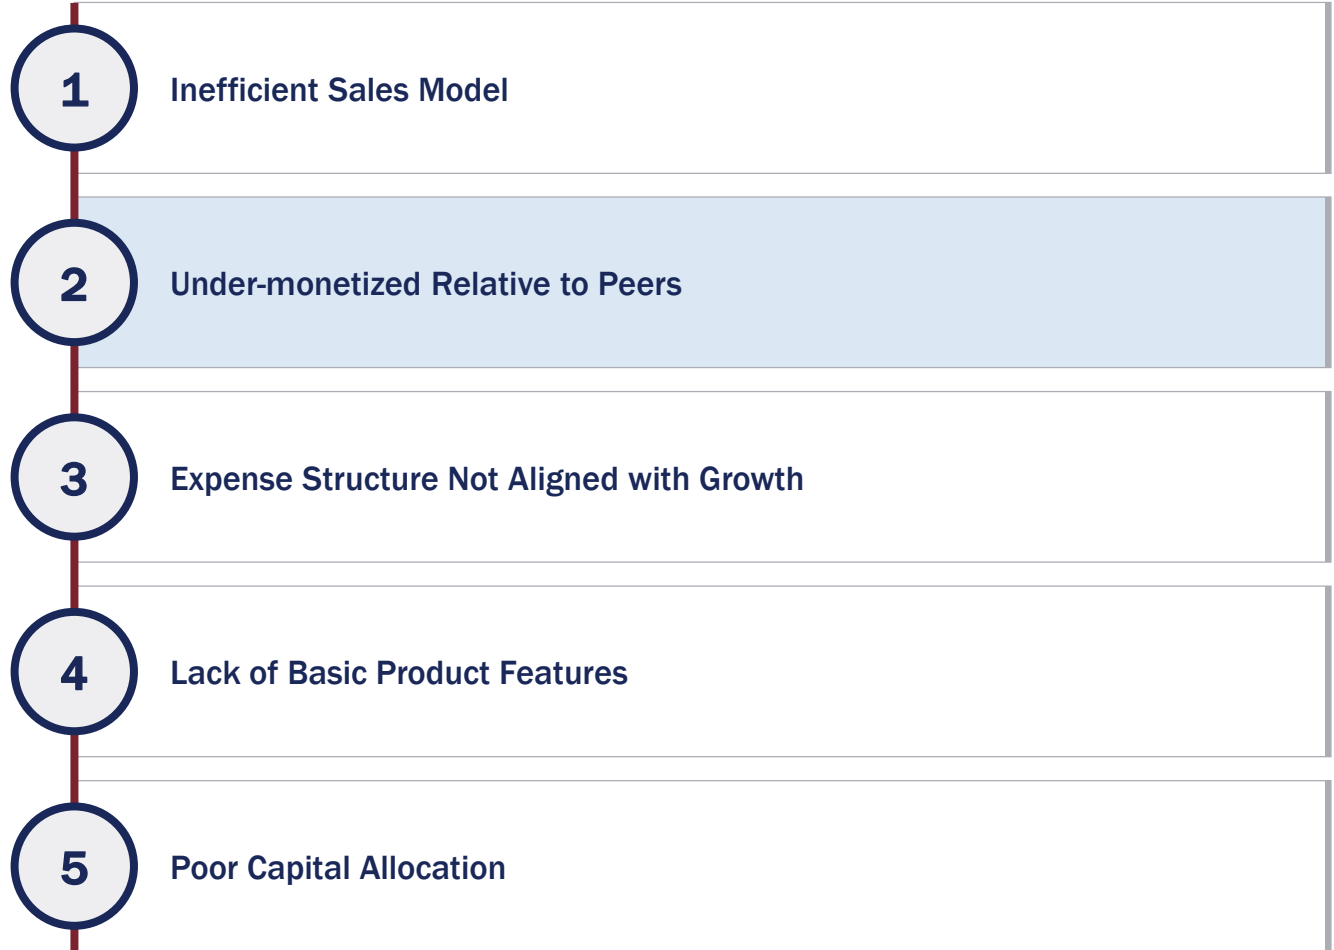 1
Inefficient Sales Model
2
Under-monetized Relative to Peers
3
Expense Structure Not Aligned with Growth
4
Lack of Basic Product Features
5
Poor Capital Allocation